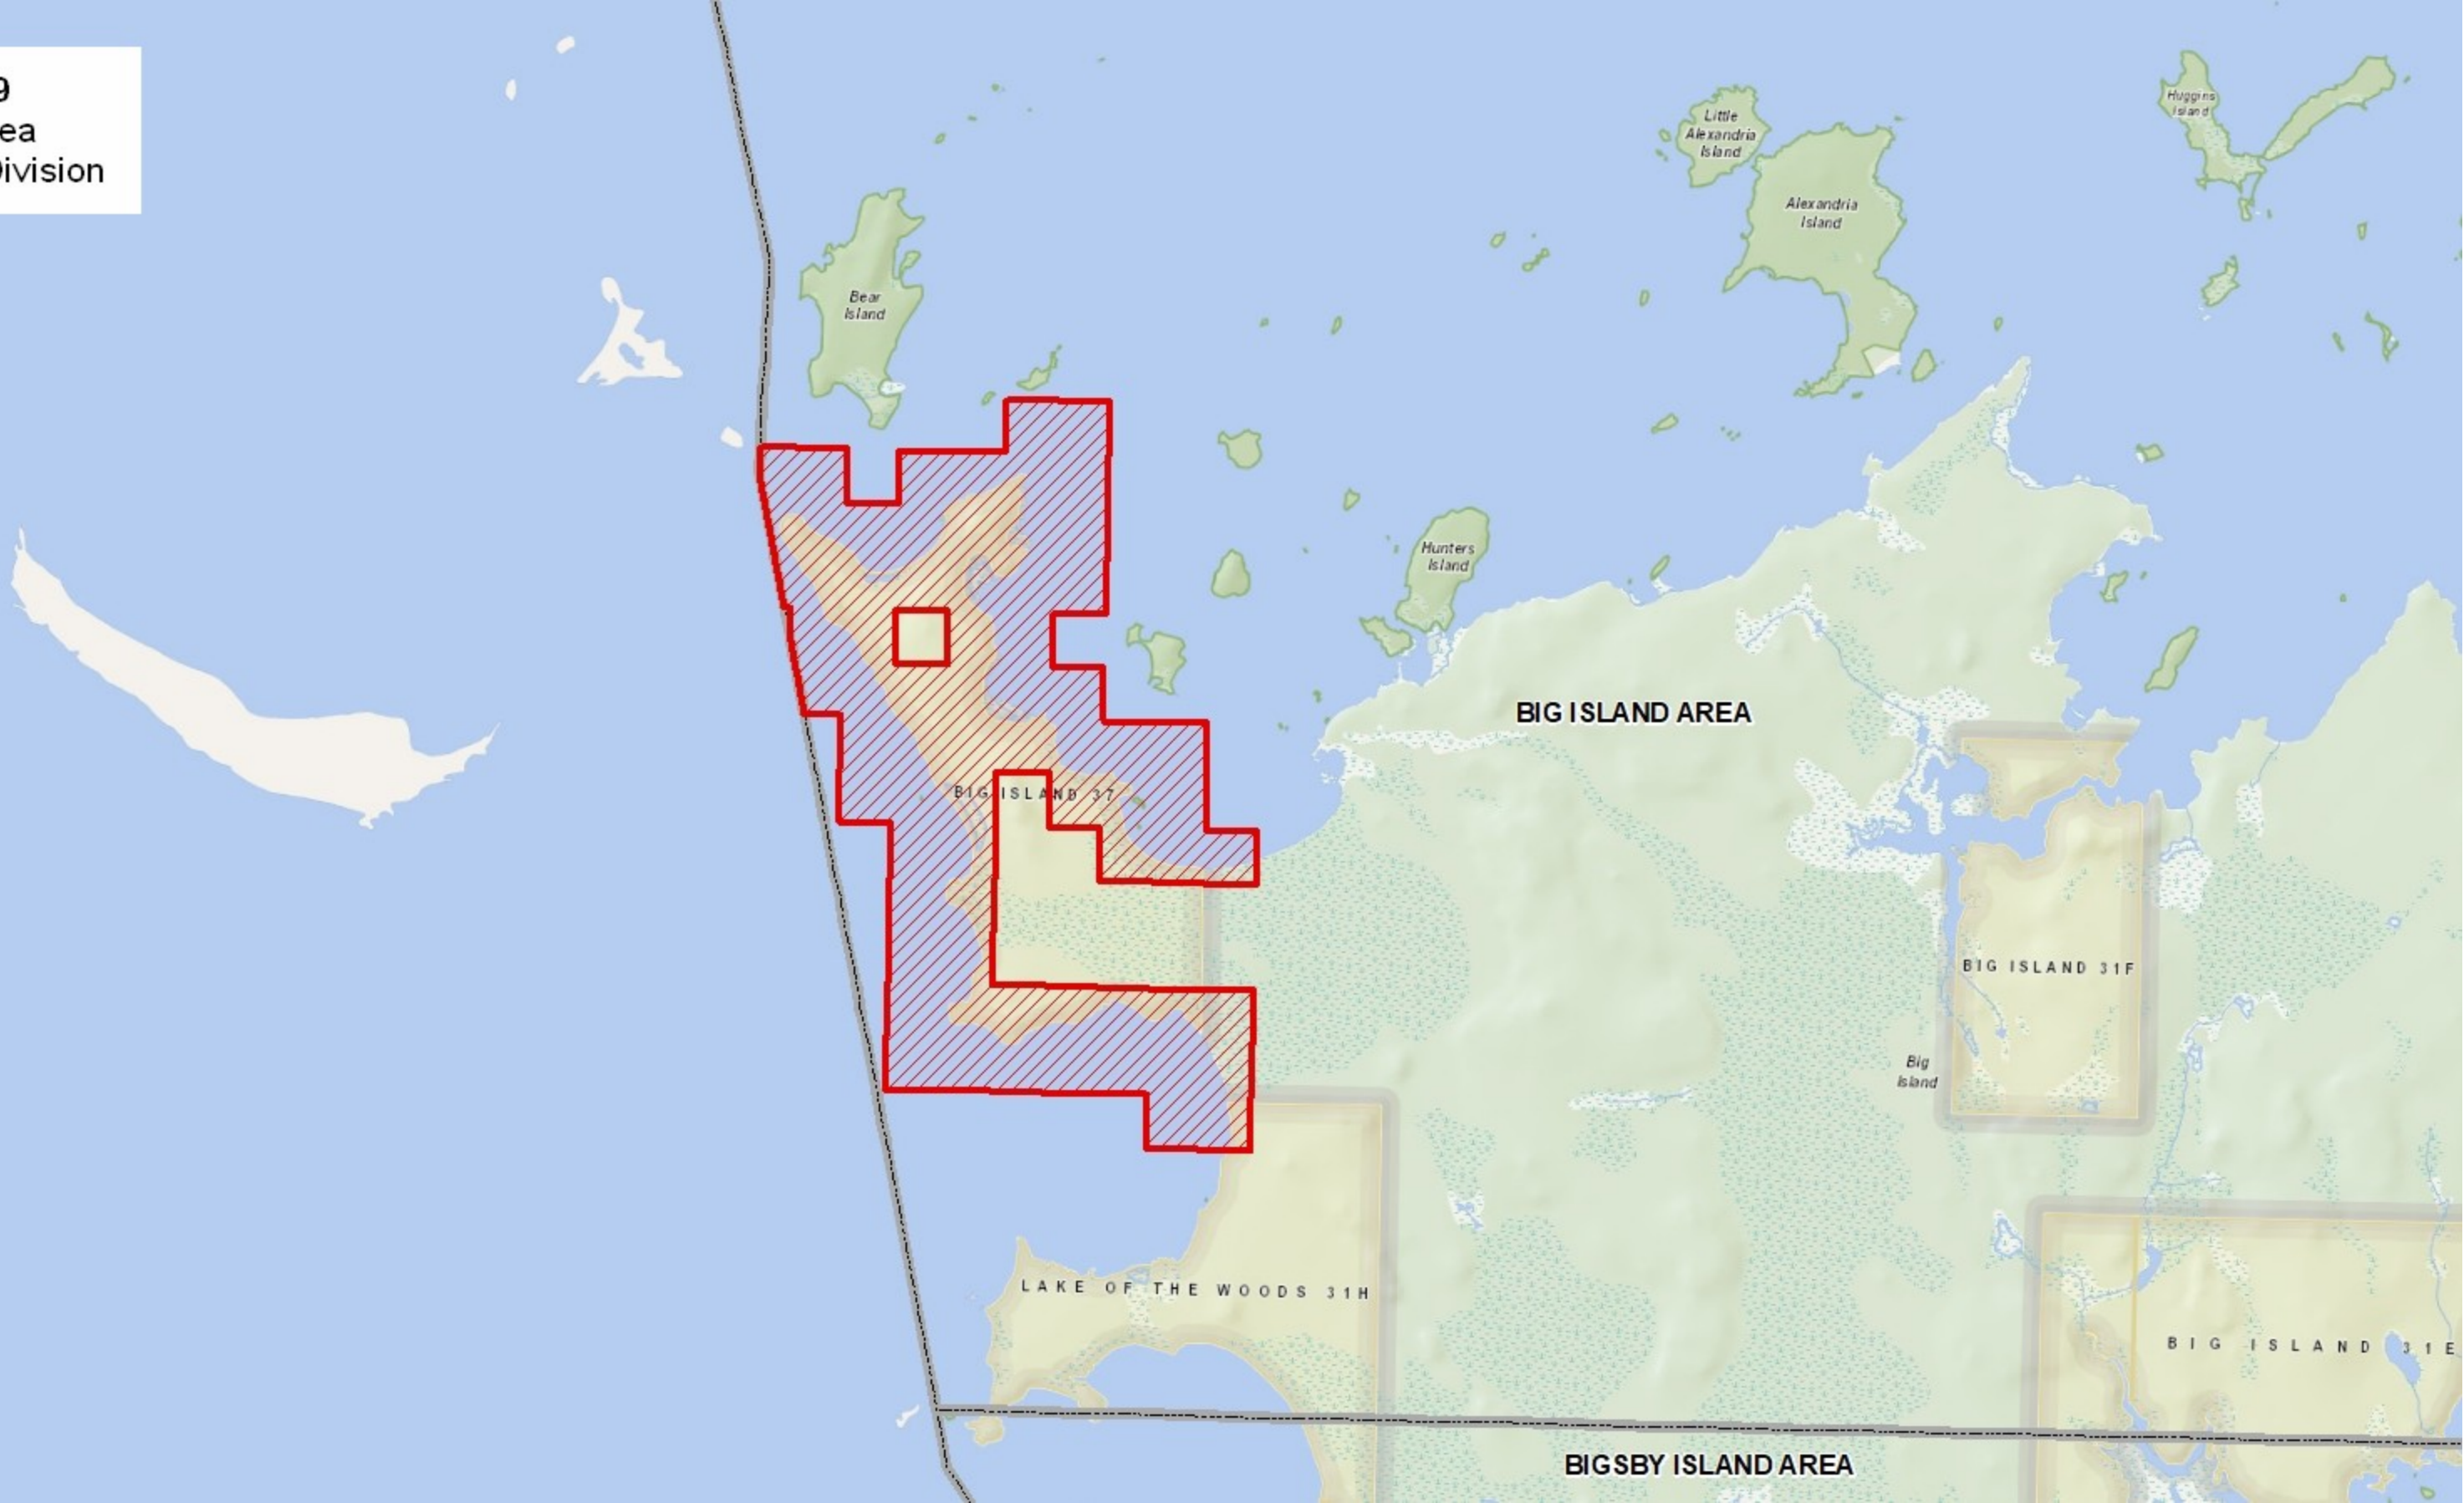 9
ea
ivision
Huggins
Island
Little
Alexandria
Island
Alexandria
Island
Bear
Island
Hunters
Island
BIG ISLAND AREA
BIG ISLAND 37
BIG ISLAND 31F
Big
Island
LAKE OF THE WOODS 31H
BIG ISLAND 31E
BIGSBY ISLAND AREA